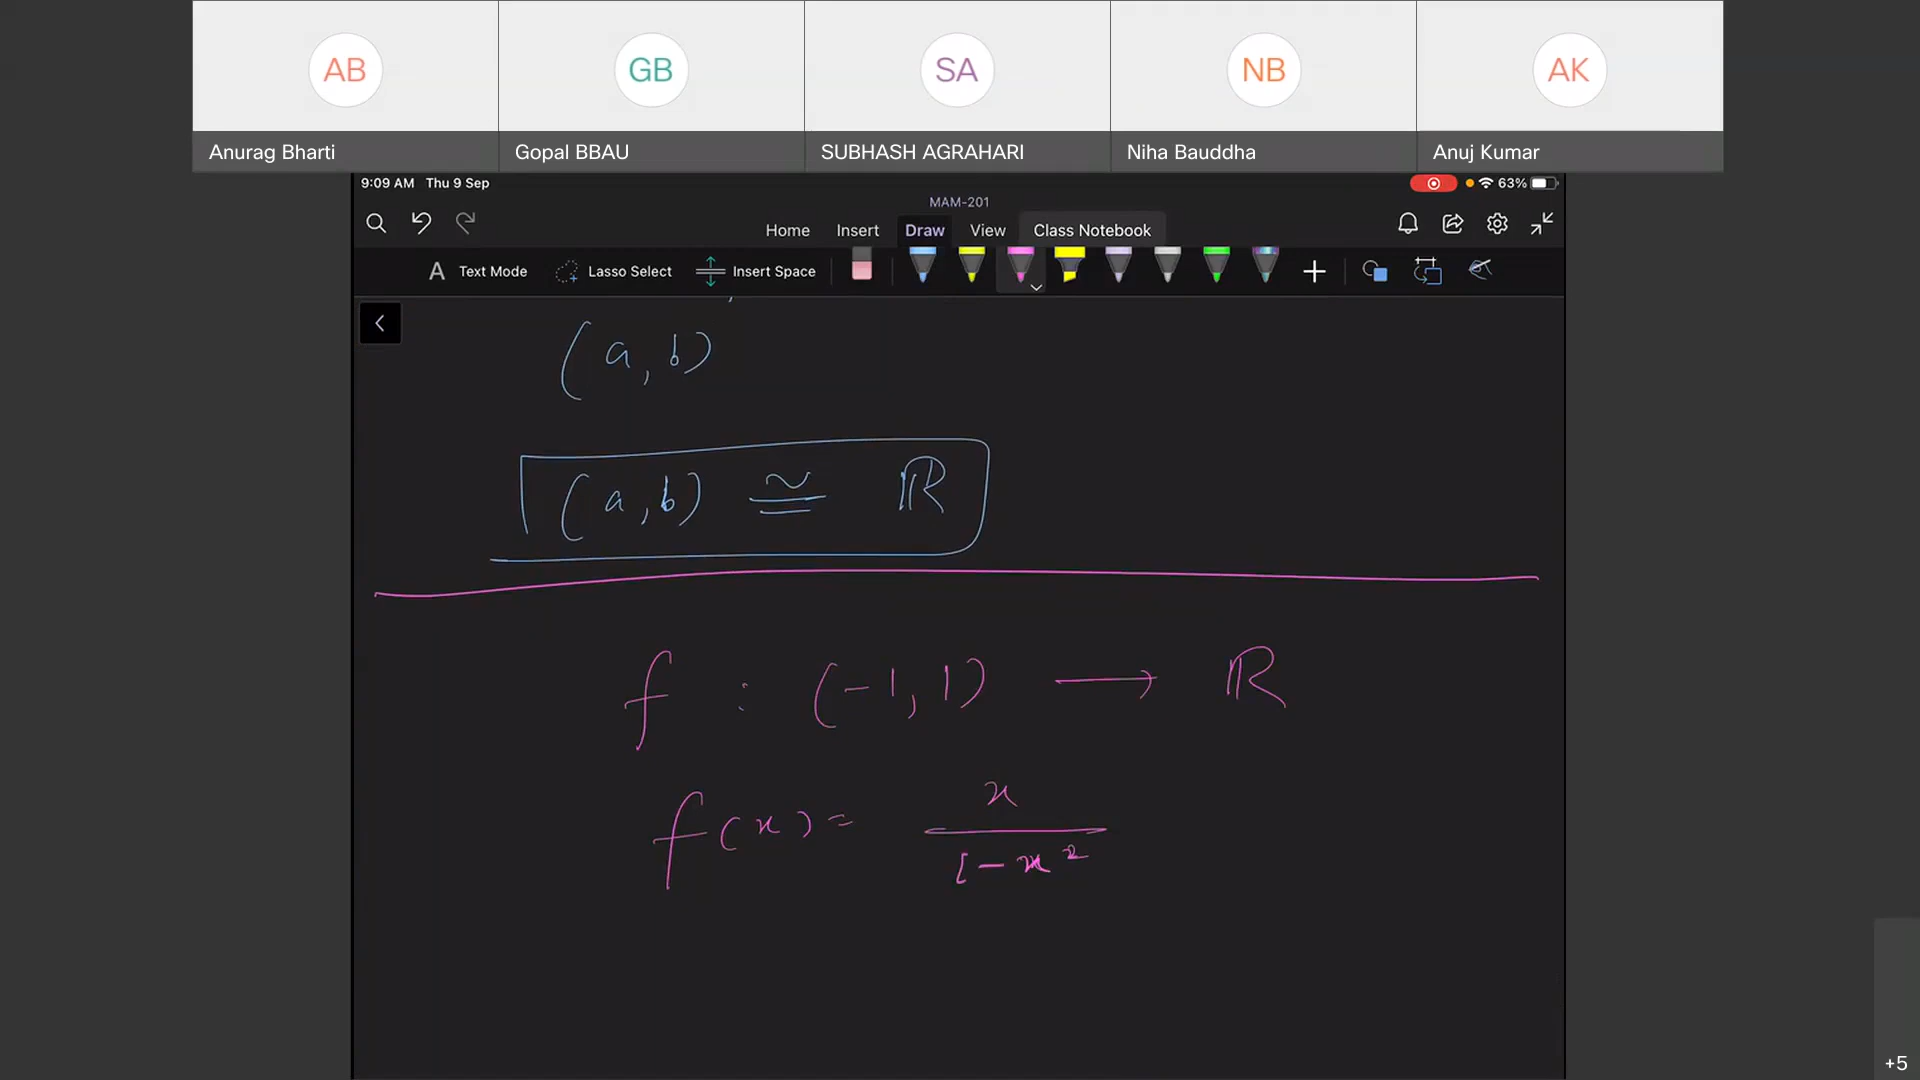 AB GB SA NB AK
Anurag Bharti Gopal BBAU SUBHASH AGRAHARI Niha Bauddha Anuj Kumar
9:09 AM Thu 9 Sep 63%
MAM-201
Home Insert Draw View Class Notebook
A Text Mode Lasso Select Insert Space
(a, b)
(a, b) ≅ ℝ
f : (-1, 1) → ℝ
f(x) = x / 1 - x²
+5